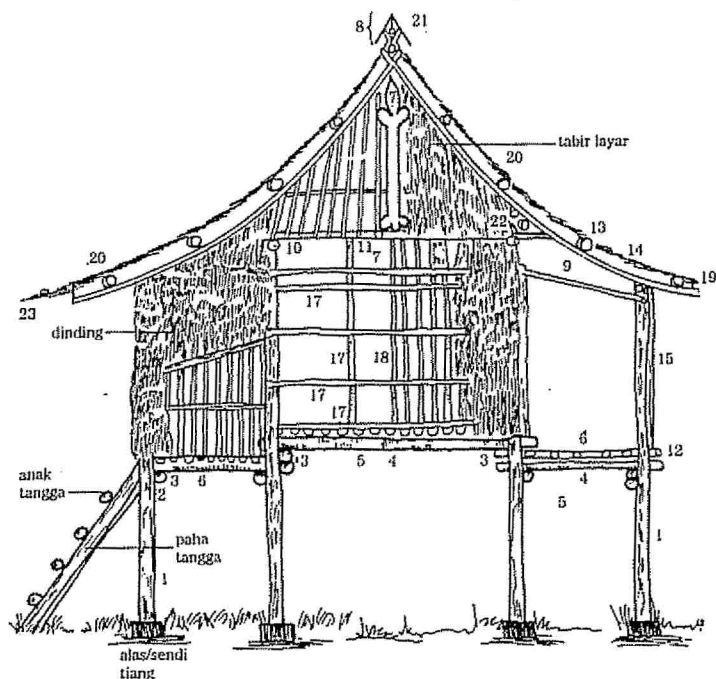 8 { 21
7
20 tabir layar
22 13
20 10 11 14
7 9 19
23 17
dinding
17 18 15
17
17
6
3 6 3 5 4 3 12
anak
tangga
2 4
5
paha
tangga
1 1
alas/sendi
tiang